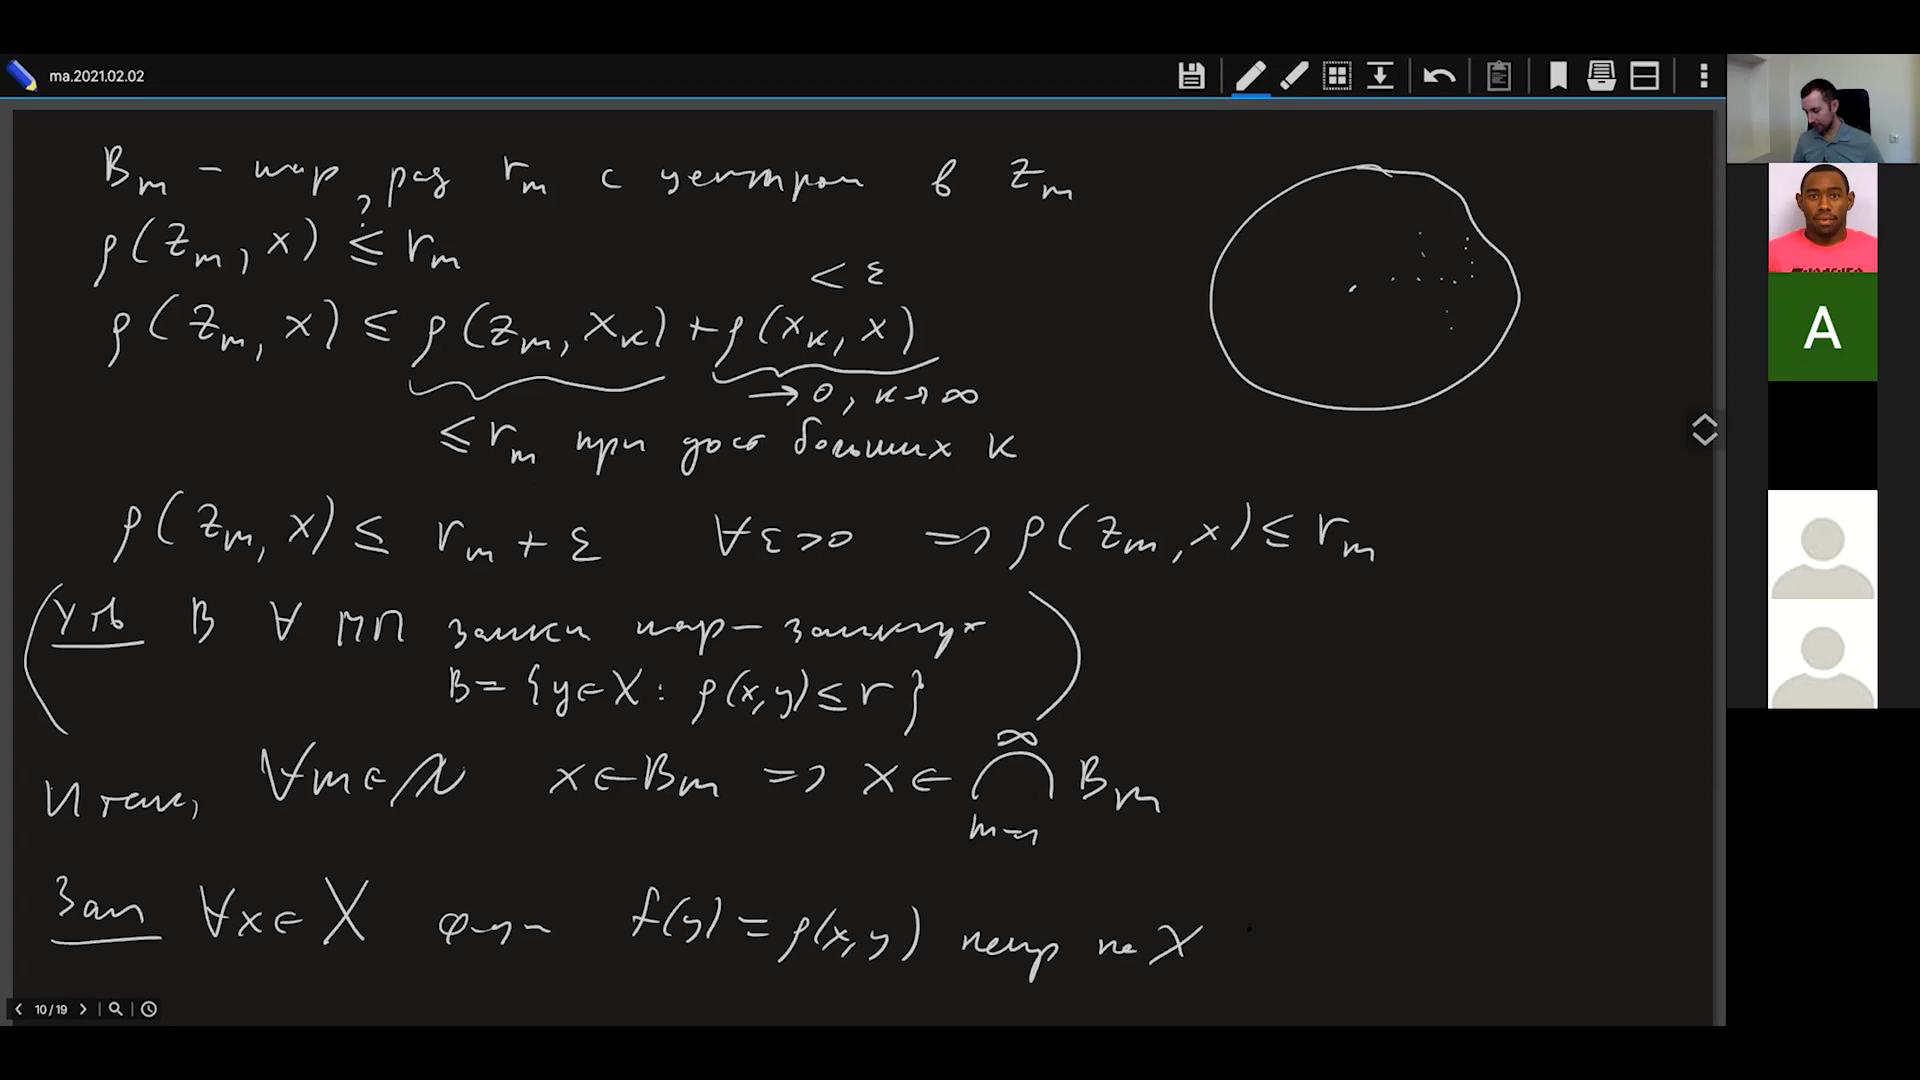 ma.2021.02.02
B_m – шар рад r_m с центром в z_m
?
ρ(z_m, x) ≤ r_m
< ε
ρ(z_m, x) ≤ ρ(z_m, x_k) + ρ(x_k, x)
→ 0, k → ∞
≤ r_m при дост больших k
ρ(z_m, x) ≤ r_m + ε ∀ε>0 => ρ(z_m, x) ≤ r_m
Утв В ∀ МП замкн шар – замкнут
B = {y ∈ X : ρ(x,y) ≤ r}
Итак, ∀m ∈ N x ∈ B_m => x ∈ ⋂_{m=1}^{∞} B_m
Зам ∀x ∈ X ф-ция f(y) = ρ(x, y) непр на X
A
10 / 19